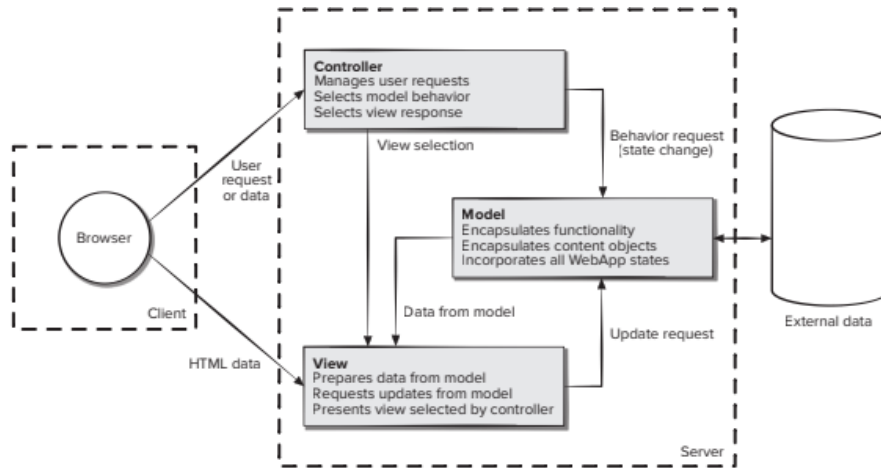 Controller
Manages user requests
Selects model behavior
Selects view response
View selection
Behavior request
(state change)
User
request
or data
Browser
Model
Encapsulates functionality
Encapsulates content objects
Incorporates all WebApp states
Client
Data from model
Update request
External data
HTML data
View
Prepares data from model
Requests updates from model
Presents view selected by controller
Server